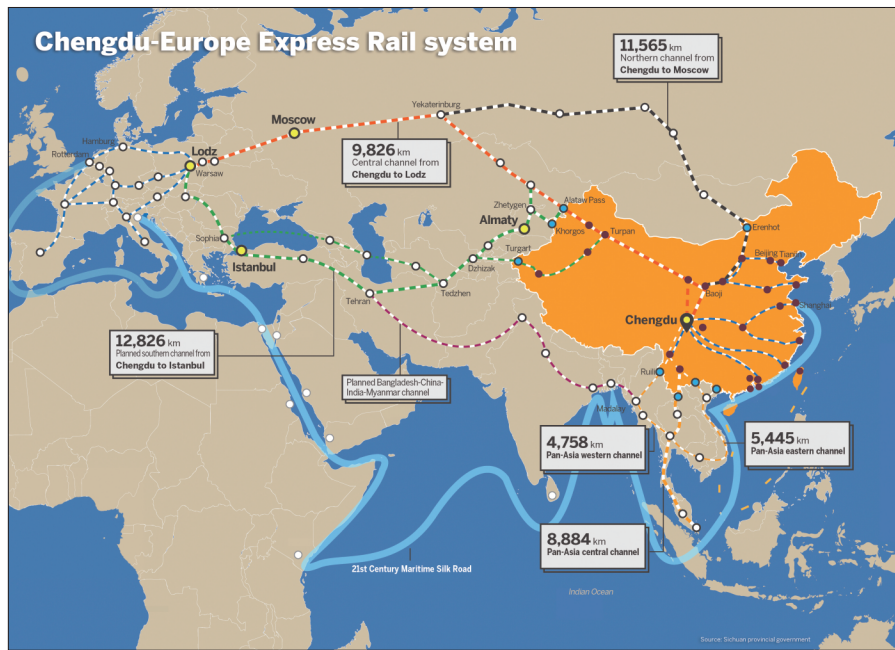 Chengdu-Europe Express Rail system
11,565 km
Northern channel from
Chengdu to Moscow
Yekaterinburg
Moscow
9,826 km
Central channel from
Chengdu to Lodz
Hamburg
Rotterdam
Lodz
Warsaw
Zhetygen
Alataw Pass
Almaty
Khorgos
Turpan
Erenhot
Sophia
Istanbul
Turgart
Dzhizak
Beijing
Tianjin
Tedzhen
Tehran
Baoji
Shanghai
Chengdu
12,826 km
Planned southern channel from
Chengdu to Istanbul
Planned Bangladesh-China-
India-Myanmar channel
Ruili
Madalay
4,758 km
Pan-Asia western channel
5,445 km
Pan-Asia eastern channel
8,884 km
Pan-Asia central channel
21st Century Maritime Silk Road
Indian Ocean
Source: Sichuan provincial government